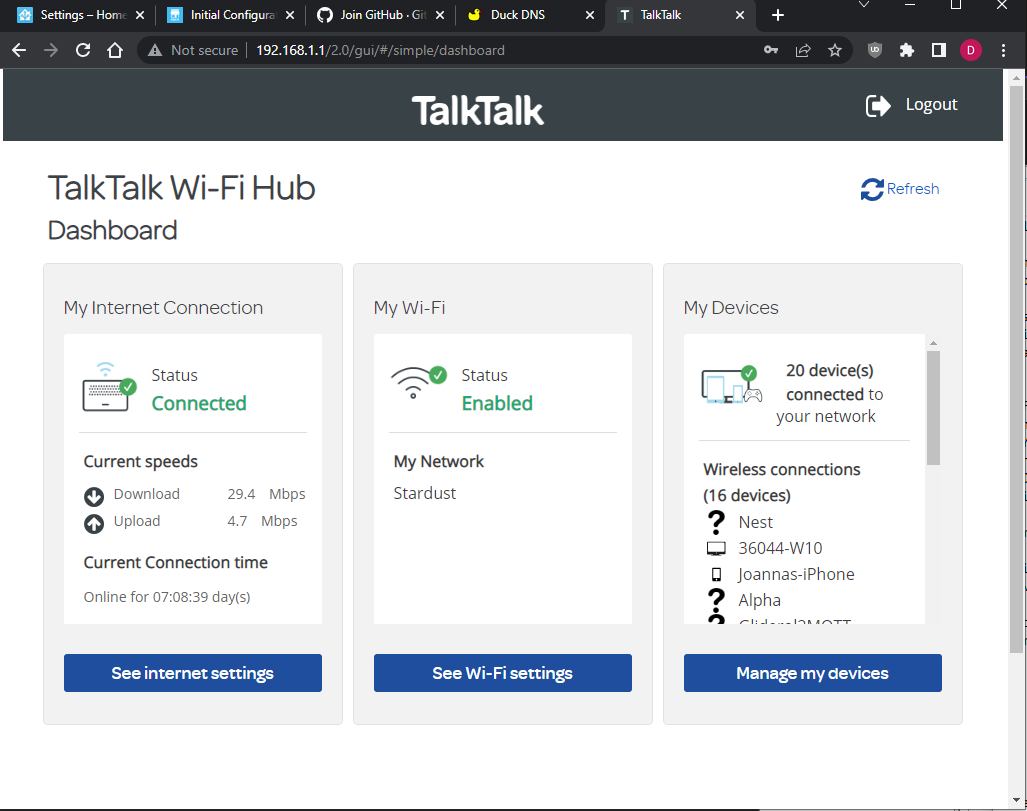 Settings – Home
Initial Configura
Join GitHub · Git
Duck DNS
T TalkTalk
Not secure
192.168.1.1/2.0/gui/#/simple/dashboard
D
TalkTalk
Logout
TalkTalk Wi-Fi Hub
Refresh
Dashboard
My Internet Connection
Status
Connected
Current speeds
Download 29.4 Mbps
Upload 4.7 Mbps
Current Connection time
Online for 07:08:39 day(s)
See internet settings
My Wi-Fi
Status
Enabled
My Network
Stardust
See Wi-Fi settings
My Devices
20 device(s)
connected to
your network
Wireless connections
(16 devices)
? Nest
36044-W10
Joannas-iPhone
? Alpha
Manage my devices